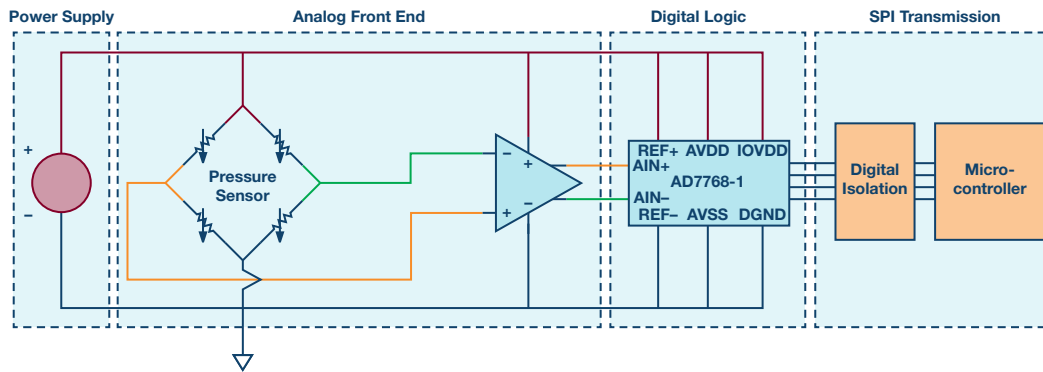 Power Supply
Analog Front End
Digital Logic
SPI Transmission
+
−
Pressure
Sensor
−
+
+
−
REF+ AVDD IOVDD
AIN+
AD7768-1
AIN−
REF− AVSS DGND
Digital
Isolation
Micro-
controller